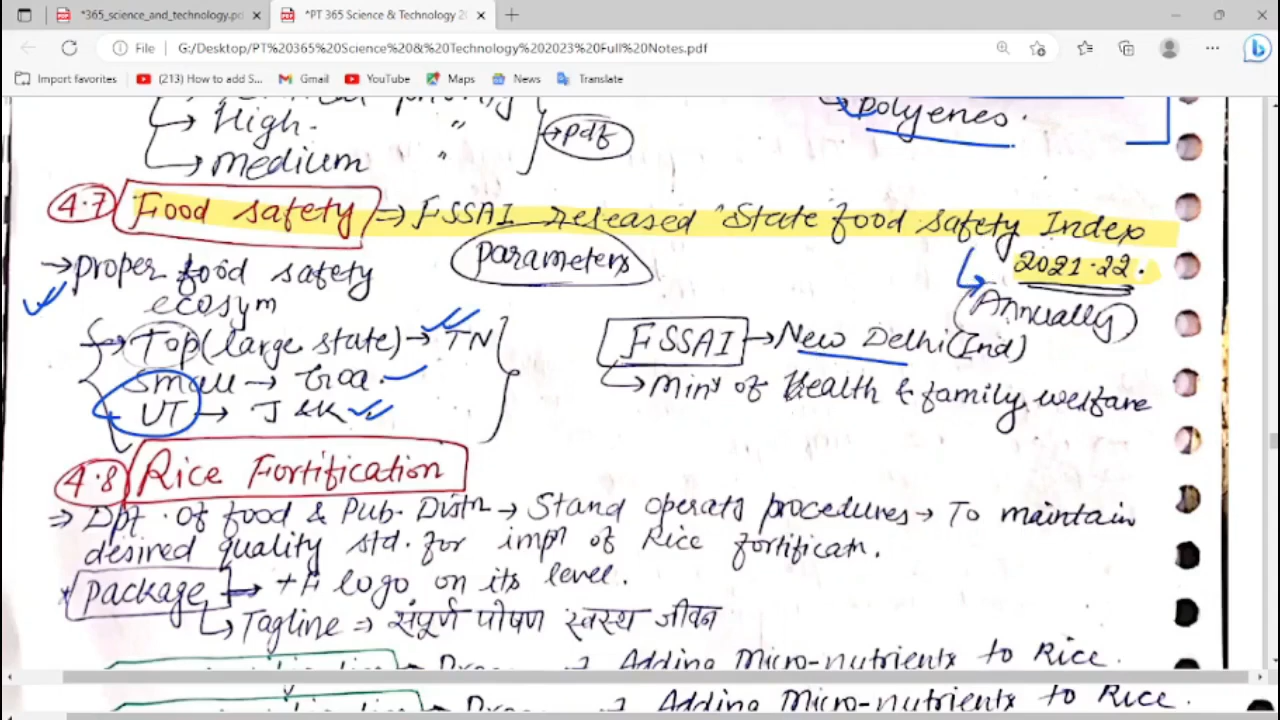 *365_science_and_technology.pd
*PT 365 Science & Technology 20
File
G:/Desktop/PT%20365%20Science%20&%20Technology%202023%20Full%20Notes.pdf
Import favorites
(213) How to add S...
Gmail
YouTube
Maps
News
Translate
polyenes.
→ High "
→ medium " → pdf
4.7 Food safety → FSSAI released "State food safety Index
2021-22.
Parameters
(Annually)
→ Proper food safety
ecosym
→ Top (large state) → TN
small → Goa.
UT → J & K
FSSAI → New Delhi (Ind)
→ Minʸ of Health & family welfare
4.8 Rice Fortification
⇒ Dpt. of food & Pub. Distn → Stand operatg procedures → To maintain
desired quality std. for impn of Rice fortificatn.
* Package → +F logo on its level.
→ Tagline ⇒ संपूर्ण पोषण स्वस्थ जीवन
Adding Micro-nutrients to Rice.
Adding Micro-nutrients to Rice.